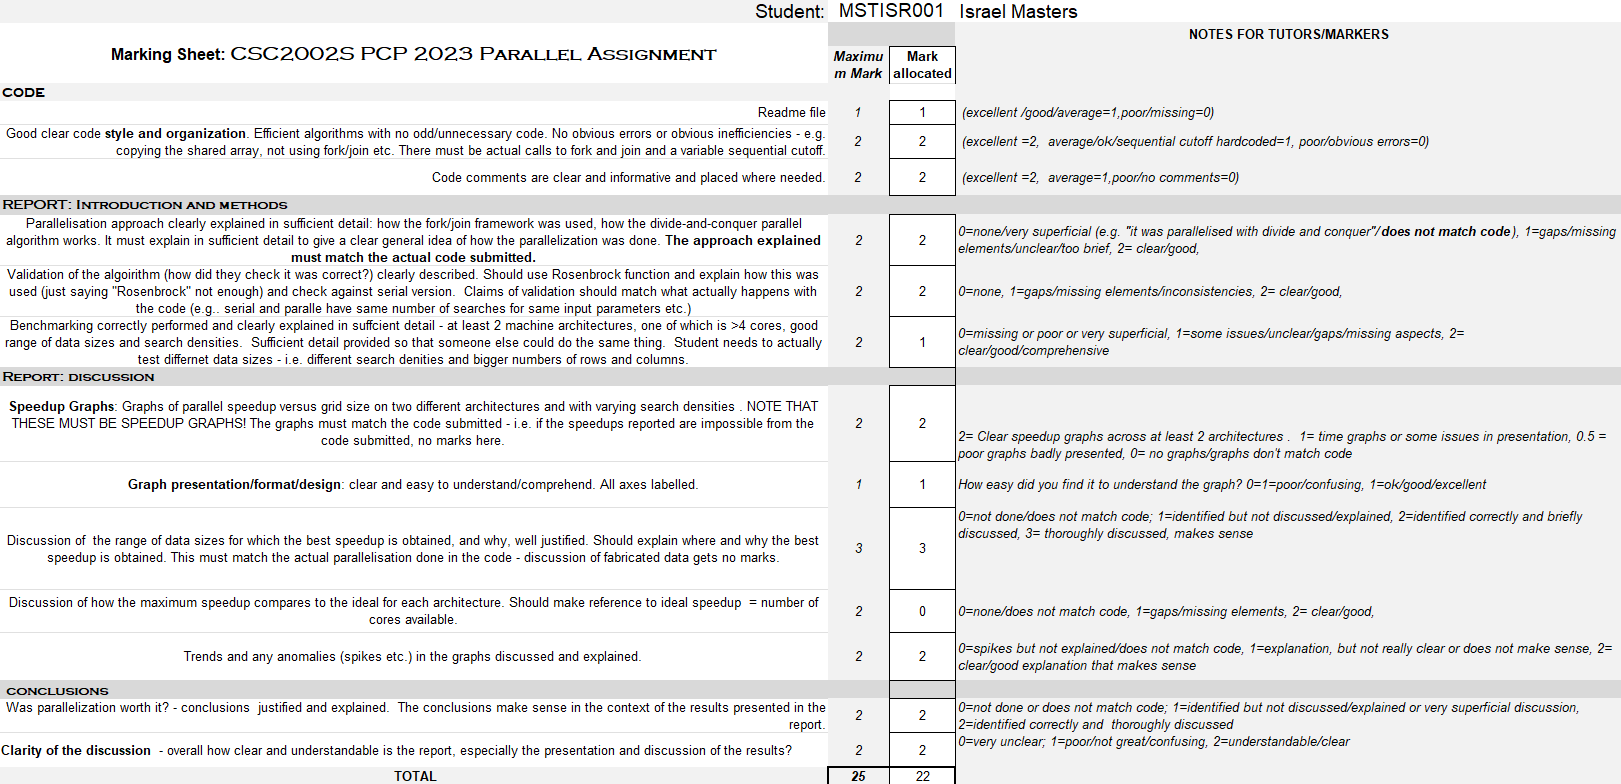 Student: MSTISR001 Israel Masters
NOTES FOR TUTORS/MARKERS
Marking Sheet: CSC2002S PCP 2023 Parallel Assignment
Maximu
m Mark
Mark
allocated
CODE
Readme file 1 1 (excellent /good/average=1,poor/missing=0)
Good clear code style and organization. Efficient algorithms with no odd/unnecessary code. No obvious errors or obvious inefficiencies - e.g.
copying the shared array, not using fork/join etc. There must be actual calls to fork and join and a variable sequential cutoff.
2 2 (excellent =2, average/ok/sequential cutoff hardcoded=1, poor/obvious errors=0)
Code comments are clear and informative and placed where needed. 2 2 (excellent =2, average=1,poor/no comments=0)
REPORT: Introduction and methods
Parallelisation approach clearly explained in sufficient detail: how the fork/join framework was used, how the divide-and-conquer parallel
algorithm works. It must explain in sufficient detail to give a clear general idea of how the parallelization was done. The approach explained
must match the actual code submitted.
2 2
0=none/very superficial (e.g. "it was parallelised with divide and conquer"/does not match code), 1=gaps/missing
elements/unclear/too brief, 2= clear/good,
Validation of the algoirithm (how did they check it was correct?) clearly described. Should use Rosenbrock function and explain how this was
used (just saying "Rosenbrock" not enough) and check against serial version. Claims of validation should match what actually happens with
the code (e.g.. serial and paralle have same number of searches for same input parameters etc.)
2 2 0=none, 1=gaps/missing elements/inconsistencies, 2= clear/good,
Benchmarking correctly performed and clearly explained in suffcient detail - at least 2 machine architectures, one of which is >4 cores, good
range of data sizes and search densities. Sufficient detail provided so that someone else could do the same thing. Student needs to actually
test differnet data sizes - i.e. different search denities and bigger numbers of rows and columns.
2 1
0=missing or poor or very superficial, 1=some issues/unclear/gaps/missing aspects, 2=
clear/good/comprehensive
Report: discussion
Speedup Graphs: Graphs of parallel speedup versus grid size on two different architectures and with varying search densities . NOTE THAT
THESE MUST BE SPEEDUP GRAPHS! The graphs must match the code submitted - i.e. if the speedups reported are impossible from the
code submitted, no marks here.
2 2
2= Clear speedup graphs across at least 2 architectures . 1= time graphs or some issues in presentation, 0.5 =
poor graphs badly presented, 0= no graphs/graphs don't match code
Graph presentation/format/design: clear and easy to understand/comprehend. All axes labelled. 1 1 How easy did you find it to understand the graph? 0=1=poor/confusing, 1=ok/good/excellent
Discussion of the range of data sizes for which the best speedup is obtained, and why, well justified. Should explain where and why the best
speedup is obtained. This must match the actual parallelisation done in the code - discussion of fabricated data gets no marks.
3 3
0=not done/does not match code; 1=identified but not discussed/explained, 2=identified correctly and briefly
discussed, 3= thoroughly discussed, makes sense
Discussion of how the maximum speedup compares to the ideal for each architecture. Should make reference to ideal speedup = number of
cores available.
2 0 0=none/does not match code, 1=gaps/missing elements, 2= clear/good,
Trends and any anomalies (spikes etc.) in the graphs discussed and explained. 2 2
0=spikes but not explained/does not match code, 1=explanation, but not really clear or does not make sense, 2=
clear/good explanation that makes sense
CONCLUSIONS
Was parallelization worth it? - conclusions justified and explained. The conclusions make sense in the context of the results presented in the
report.
2 2
0=not done or does not match code; 1=identified but not discussed/explained or very superficial discussion,
2=identified correctly and thoroughly discussed
Clarity of the discussion - overall how clear and understandable is the report, especially the presentation and discussion of the results? 2 2
0=very unclear; 1=poor/not great/confusing, 2=understandable/clear
TOTAL 25 22